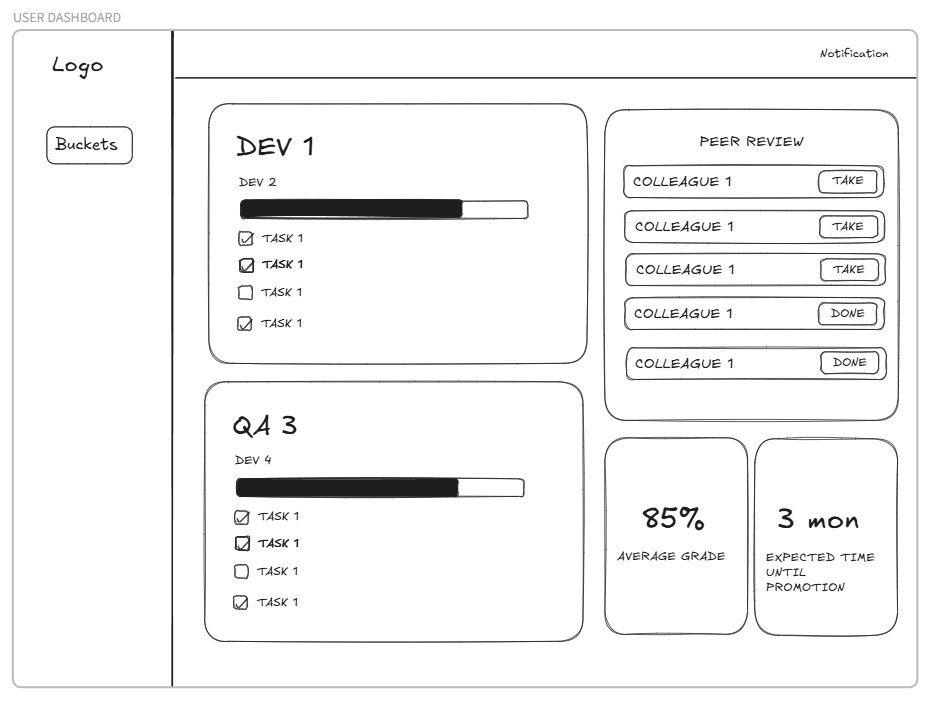 USER DASHBOARD
Logo
Notification
Buckets
DEV 1
DEV 2
TASK 1
TASK 1
TASK 1
TASK 1
QA 3
DEV 4
TASK 1
TASK 1
TASK 1
TASK 1
PEER REVIEW
COLLEAGUE 1 TAKE
COLLEAGUE 1 TAKE
COLLEAGUE 1 TAKE
COLLEAGUE 1 DONE
COLLEAGUE 1 DONE
85%
AVERAGE GRADE
3 mon
EXPECTED TIME
UNTIL
PROMOTION